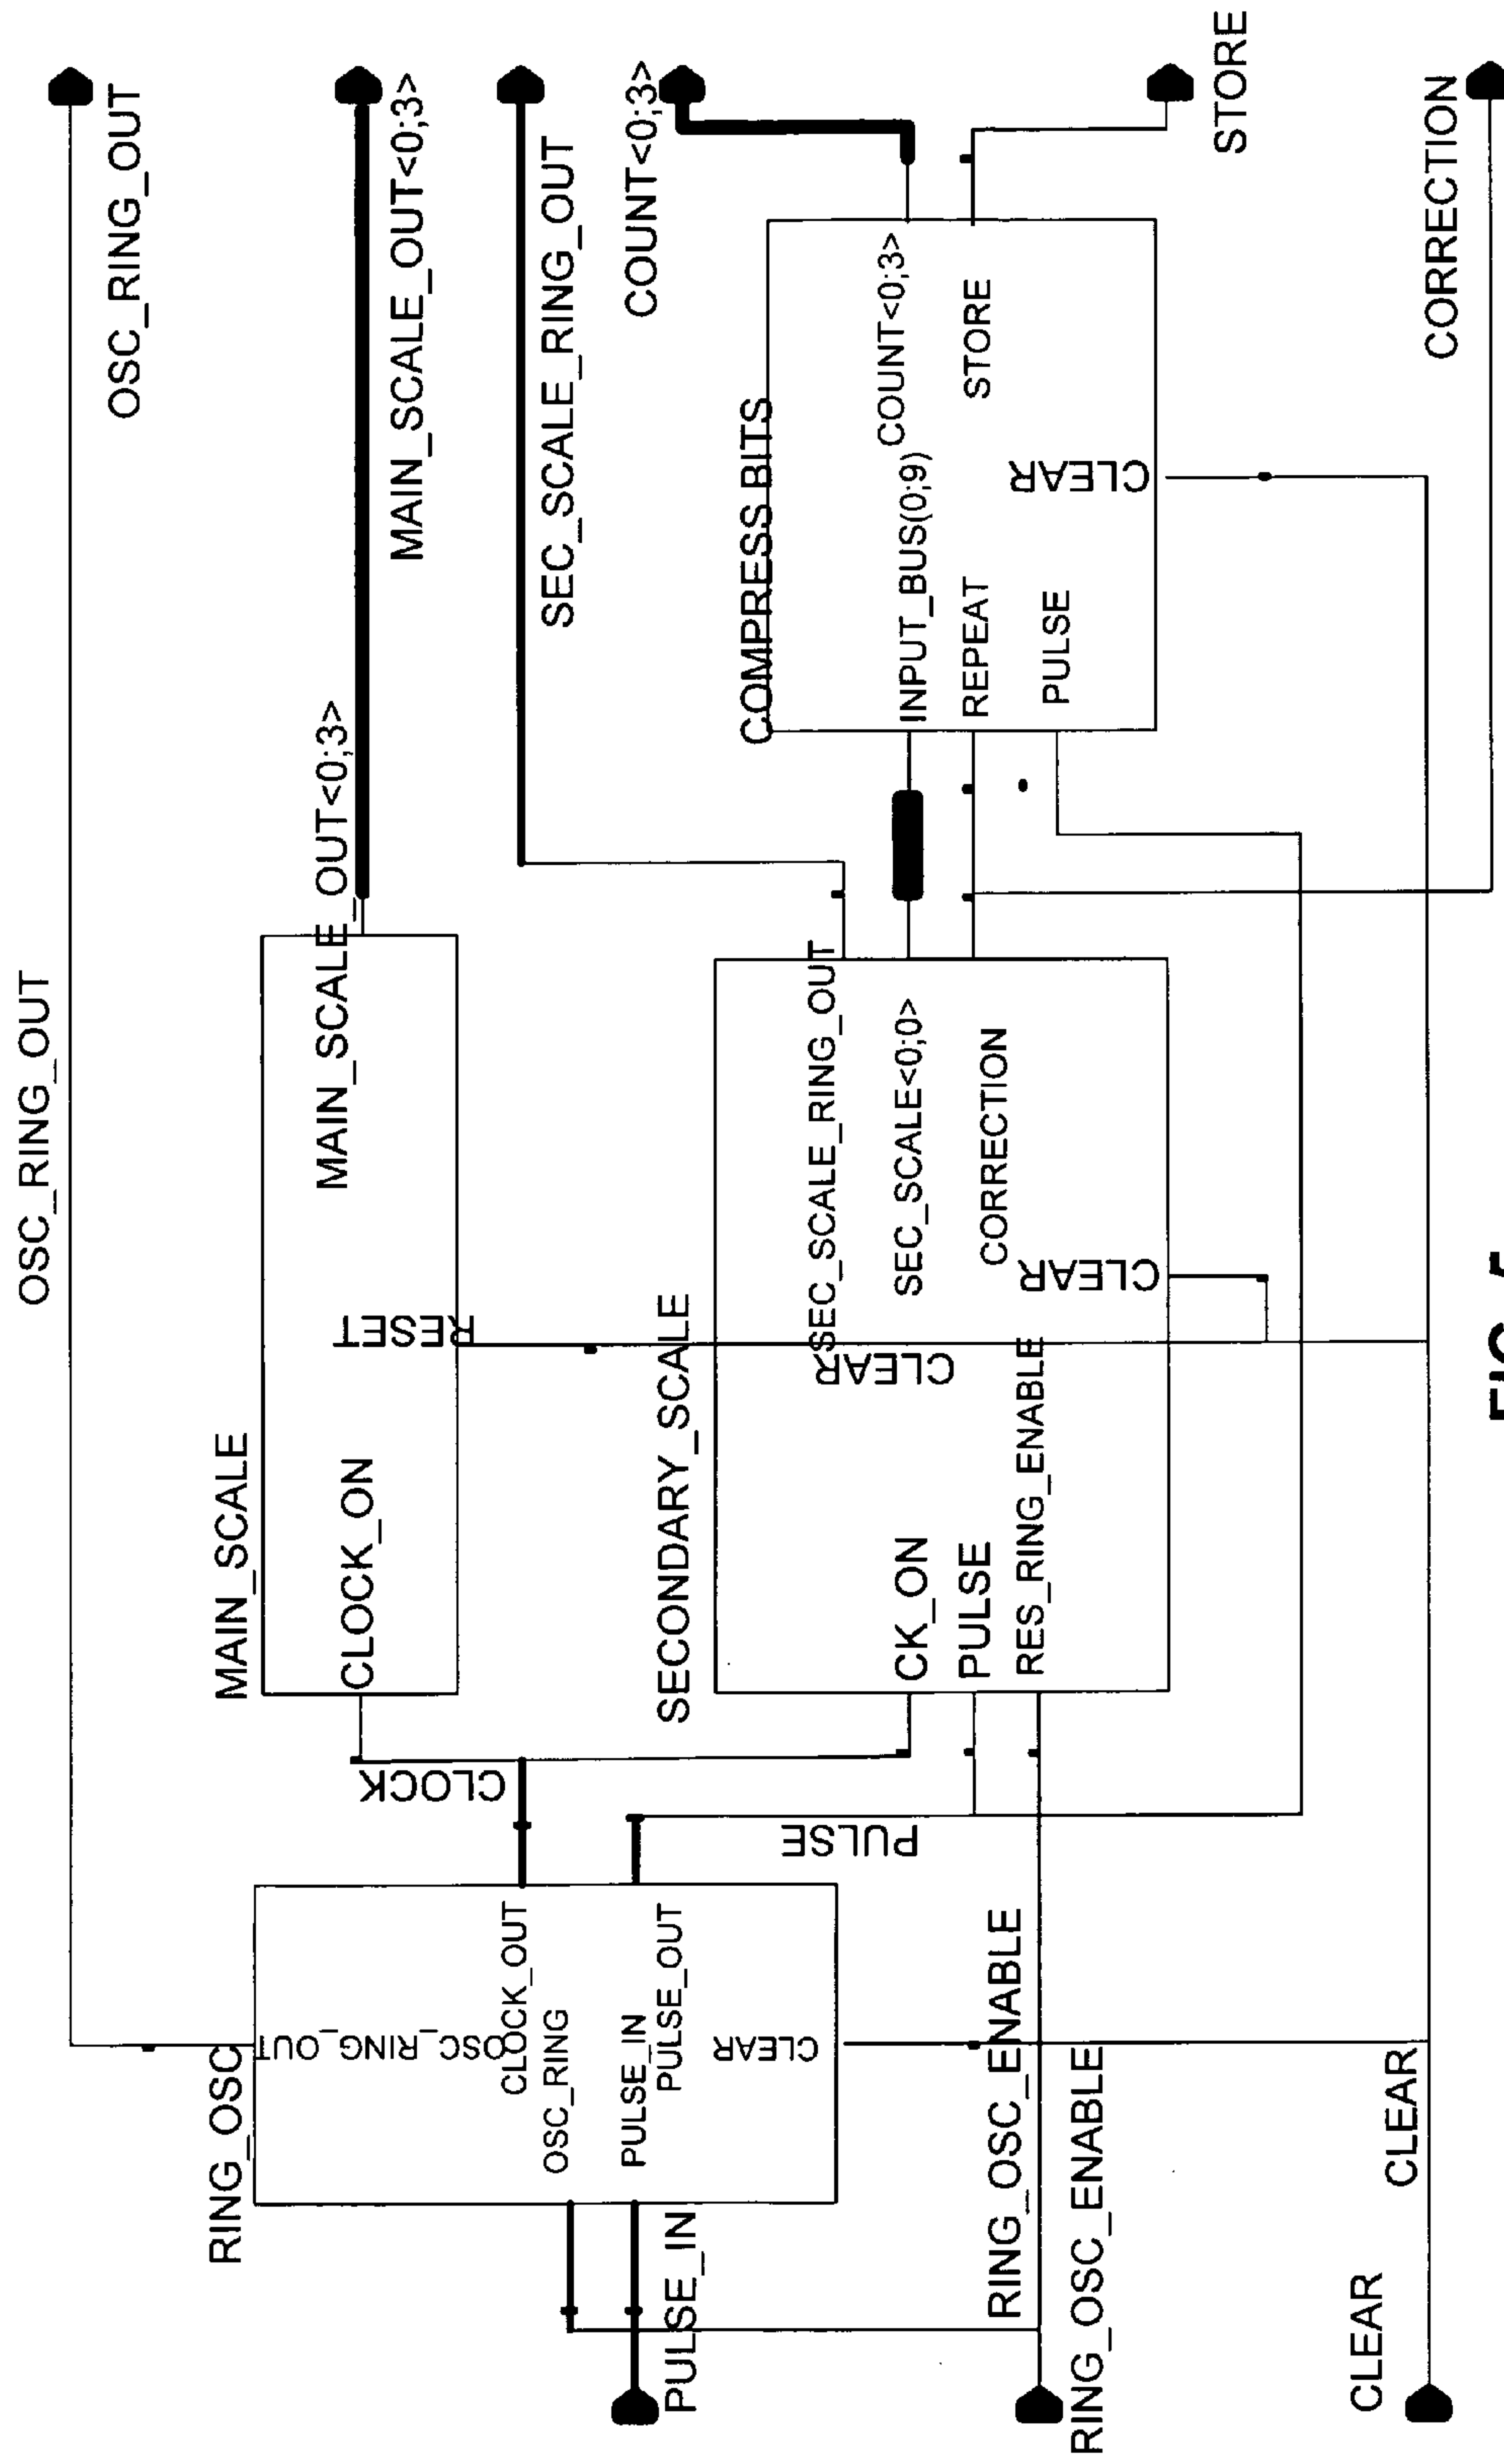 OSC_RING_OUT
OSC_RING_OUT
MAIN_SCALE
CLOCK_ON
RESET
MAIN_SCALE_OUT<0;3>
MAIN_SCALE_OUT<0;3>
SEC_SCALE_RING_OUT
COUNT<0;3>
RING_OSC
OSC_RING_OUT
CLOCK_OUT
OSC_RING
PULSE_IN
PULSE_OUT
CLEAR
PULSE_IN
CLOCK
PULSE
SECONDARY_SCALE
CK_ON
PULSE
RES_RING_ENABLE
CLEAR
SEC_SCALE_RING_OUT
SEC_SCALE<0;0>
CORRECTION
CLEAR
COMPRESS BITS
INPUT_BUS(0;9)
COUNT<0;3>
REPEAT
STORE
PULSE
CLEAR
STORE
RING_OSC_ENABLE
RING_OSC_ENABLE
CLEAR
CLEAR
CORRECTION